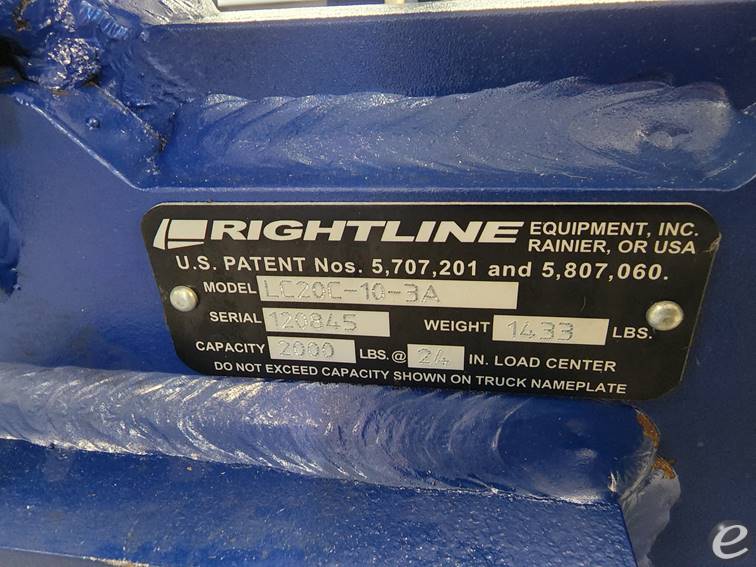 RIGHTLINE EQUIPMENT, INC.
RAINIER, OR USA
U.S. PATENT Nos. 5,707,201 and 5,807,060.
MODEL LC20C-10-3A
SERIAL 120845 WEIGHT 1433 LBS.
CAPACITY 2000 LBS. @ 24 IN. LOAD CENTER
DO NOT EXCEED CAPACITY SHOWN ON TRUCK NAMEPLATE
e